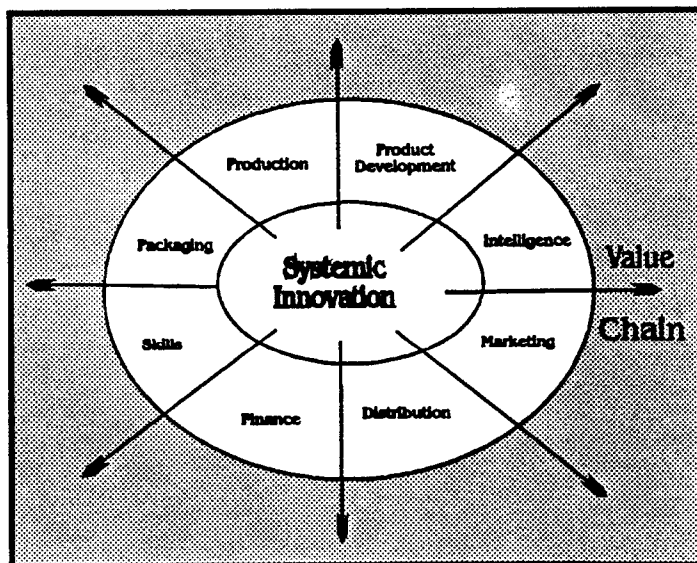 Production
Product
Development
Packaging
Systemic
Innovation
Intelligence
Value
Chain
Skills
Marketing
Finance
Distribution